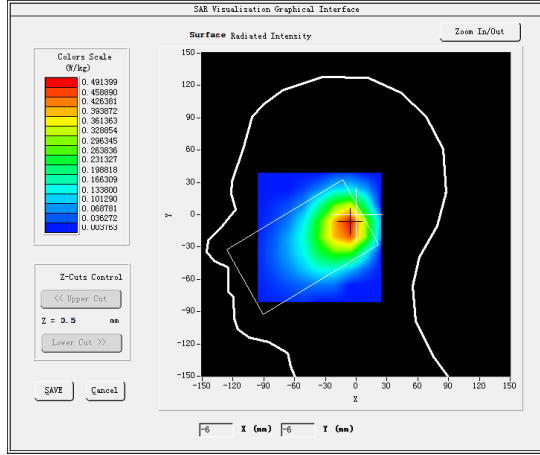 SAR Visualisation Graphical Interface
Surface Radiated Intensity
Zoom In/Out
Colors Scale
(W/kg)
0.491399
0.458890
0.426381
0.393872
0.361363
0.328854
0.296345
0.263836
0.231327
0.198818
0.166309
0.133800
0.101290
0.068781
0.036272
0.003763
Z-Cuts Control
<< Upper Cut
Z = 0.5 mm
Lower Cut >>
SAVE
Cancel
150
120
90
60
30
0
-30
-60
-90
-120
-150
Y
-150 -120 -90 -60 -30 0 30 60 90 120 150
X
-6 X (mm) -6 Y (mm)